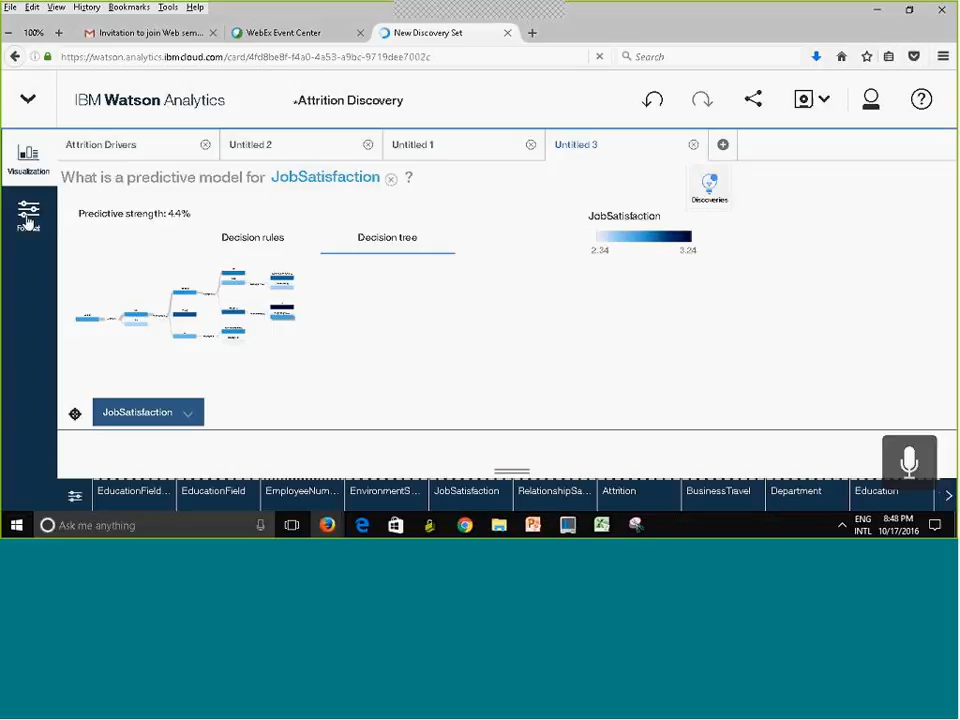 File Edit View History Bookmarks Tools Help
− 100% + Invitation to join Web sem... × WebEx Event Center × New Discovery Set × +
https://watson.analytics.ibmcloud.com/card/4fd8be8f-f4a0-4a53-a9bc-9719dee7002c Search
IBM Watson Analytics
*Attrition Discovery
Attrition Drivers Untitled 2 Untitled 1 Untitled 3
Visualization
What is a predictive model for JobSatisfaction ?
Discoveries
Predictive strength: 4.4%
JobSatisfaction
Decision rules Decision tree
2.34 3.24
JobSatisfaction
EducationField... EducationField EmployeeNum... EnvironmentS... JobSatisfaction RelationshipSa... Attrition BusinessTravel Department Education
Ask me anything
ENG 8:48 PM
INTL 10/17/2016